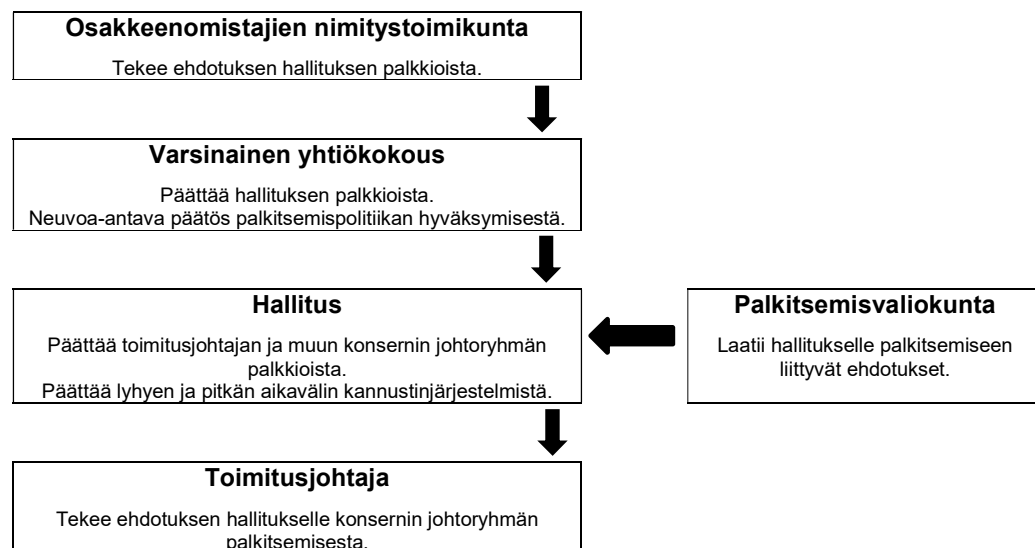 Osakkeenomistajien nimitystoimikunta
Tekee ehdotuksen hallituksen palkkioista.
Varsinainen yhtiökokous
Päättää hallituksen palkkioista.
Neuvoa-antava päätös palkitsemispolitiikan hyväksymisestä.
Hallitus
Päättää toimitusjohtajan ja muun konsernin johtoryhmän
palkkioista.
Päättää lyhyen ja pitkän aikavälin kannustinjärjestelmistä.
Palkitsemisvaliokunta
Laatii hallitukselle palkitsemiseen
liittyvät ehdotukset.
Toimitusjohtaja
Tekee ehdotuksen hallitukselle konsernin johtoryhmän
palkitsemisesta.